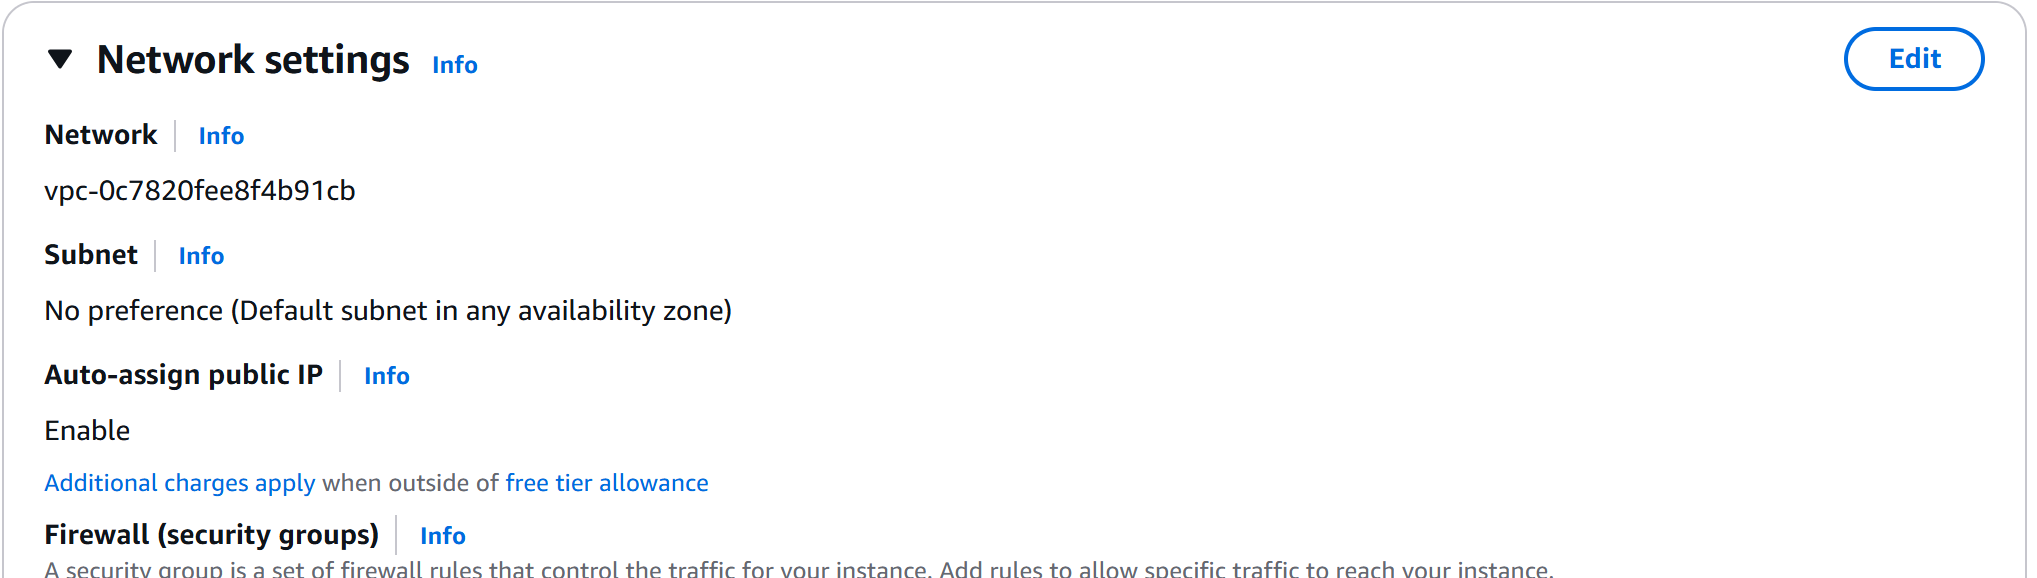 Network settings Info Edit
Network Info
vpc-0c7820fee8f4b91cb
Subnet Info
No preference (Default subnet in any availability zone)
Auto-assign public IP Info
Enable
Additional charges apply when outside of free tier allowance
Firewall (security groups) Info
A security group is a set of firewall rules that control the traffic for your instance. Add rules to allow specific traffic to reach your instance.